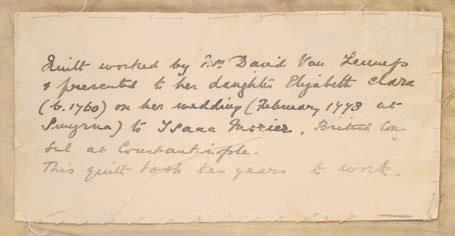 Quilt worked by Mrs David Van Lennep
& presented to her daughter Elizabeth Clara
(b. 1760) on her wedding (February 1778 at
Smyrna) to Isaac Morier, British Con
sul at Constantinople.
This quilt took ten years to work.